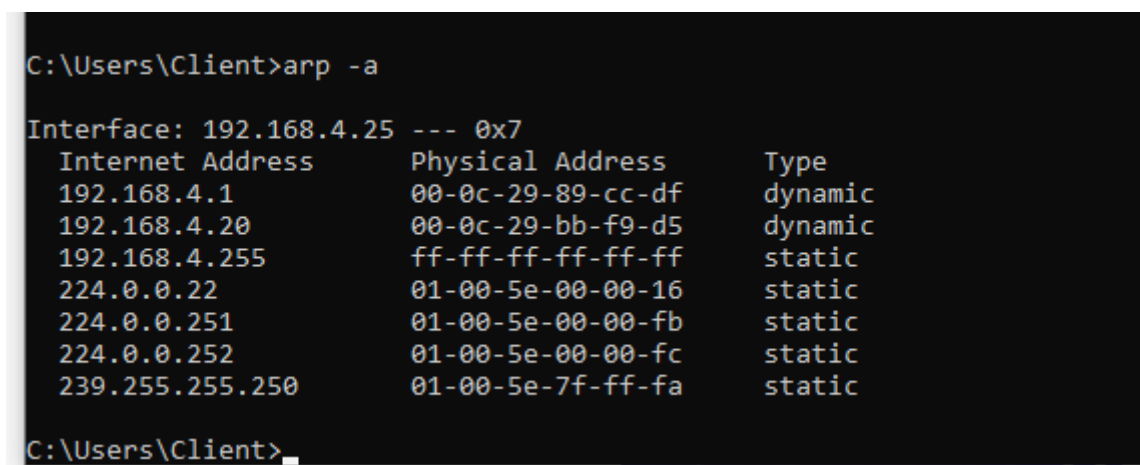 C:\Users\Client>arp -a
Interface: 192.168.4.25 --- 0x7
  Internet Address      Physical Address      Type
  192.168.4.1           00-0c-29-89-cc-df     dynamic
  192.168.4.20          00-0c-29-bb-f9-d5     dynamic
  192.168.4.255         ff-ff-ff-ff-ff-ff     static
  224.0.0.22            01-00-5e-00-00-16     static
  224.0.0.251           01-00-5e-00-00-fb     static
  224.0.0.252           01-00-5e-00-00-fc     static
  239.255.255.250       01-00-5e-7f-ff-fa     static
C:\Users\Client>